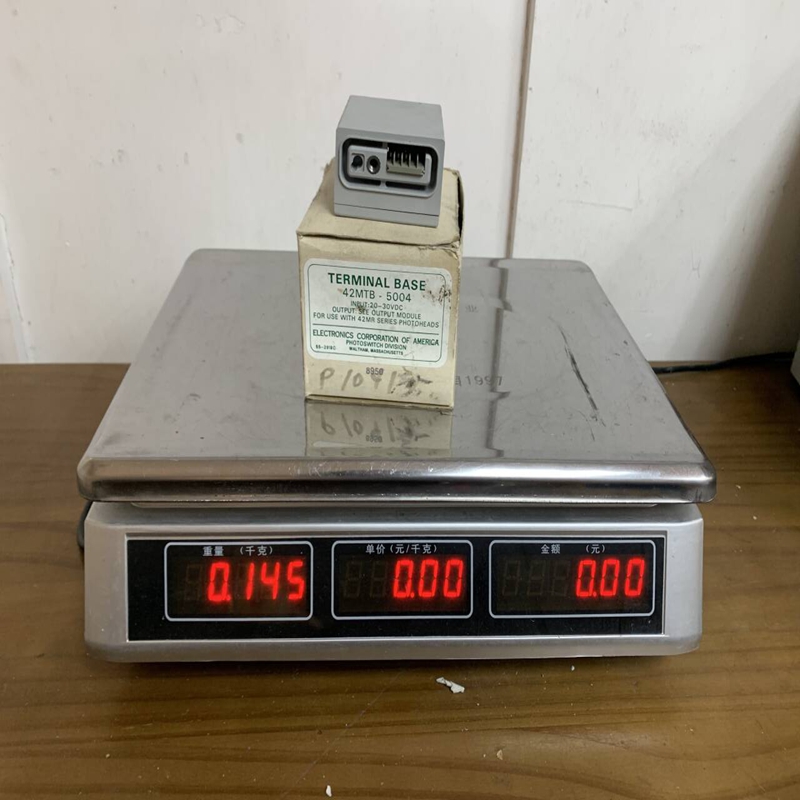 TERMINAL BASE
42MTB - 5004
INPUT: 20-30VDC
OUTPUT: SEE OUTPUT MODULE
FOR USE WITH 42MR SERIES PHOTOHEADS
ELECTRONICS CORPORATION OF AMERICA
PHOTOSWITCH DIVISION
WALTHAM, MASSACHUSETTS
8950
1997
重量 （千克）
单价（元/千克）
金额 （元）
0.145
0.00
0.00